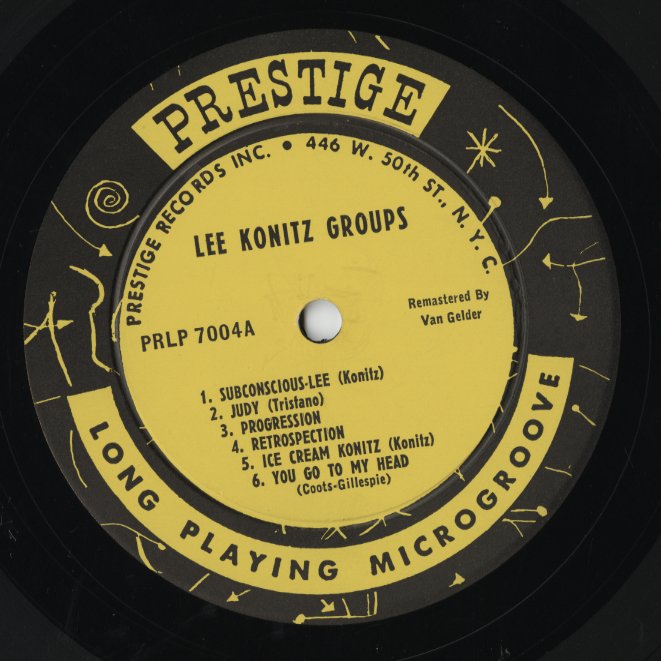 PRESTIGE
PRESTIGE RECORDS INC. • 446 W. 50th ST., N.Y.C.
LEE KONITZ GROUPS
PRLP 7004A
Remastered By
Van Gelder
1. SUBCONSCIOUS-LEE (Konitz)
2. JUDY (Tristano)
3. PROGRESSION
4. RETROSPECTION
5. ICE CREAM KONITZ (Konitz)
6. YOU GO TO MY HEAD
(Coots-Gillespie)
LONG PLAYING MICROGROOVE